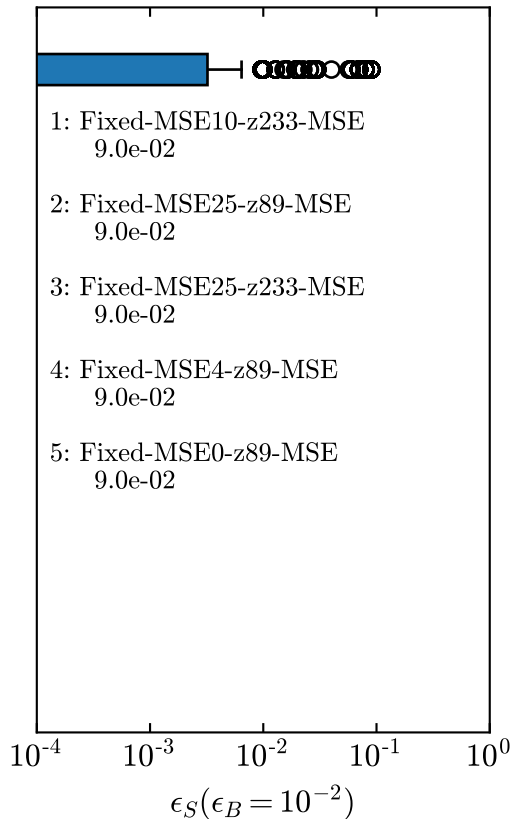 1: Fixed-MSE10-z233-MSE
9.0e-02
2: Fixed-MSE25-z89-MSE
9.0e-02
3: Fixed-MSE25-z233-MSE
9.0e-02
4: Fixed-MSE4-z89-MSE
9.0e-02
5: Fixed-MSE0-z89-MSE
9.0e-02
10⁻⁴ 10⁻³ 10⁻² 10⁻¹ 10⁰
ϵ_S(ϵ_B = 10⁻²)